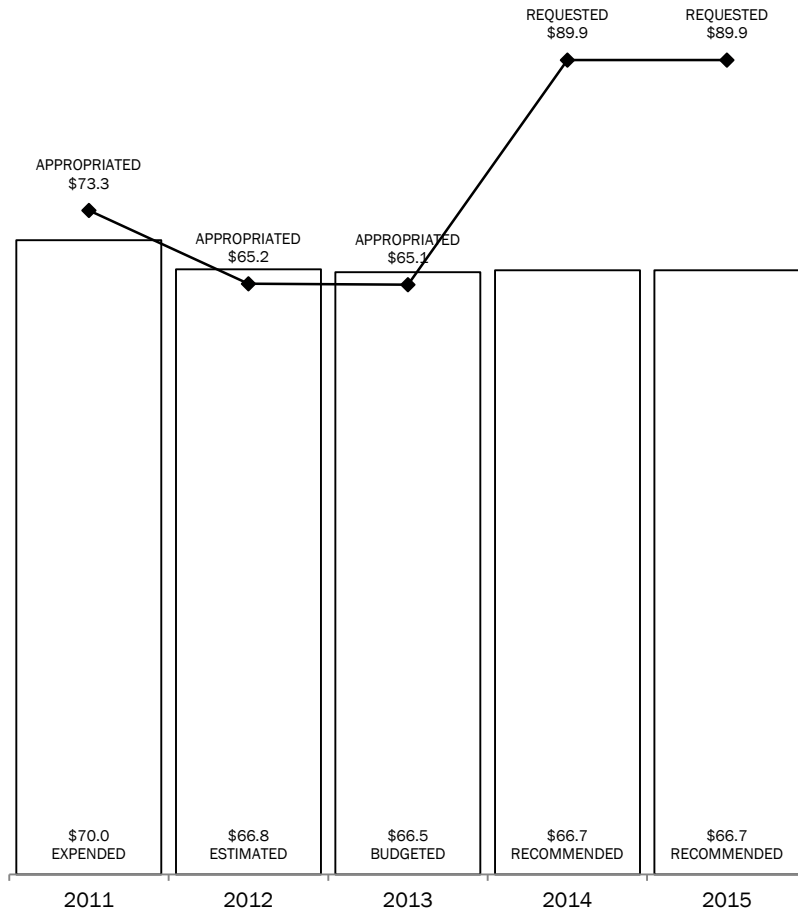 REQUESTED
$89.9
REQUESTED
$89.9
APPROPRIATED
$73.3
APPROPRIATED
$65.2
APPROPRIATED
$65.1
$70.0
EXPENDED
$66.8
ESTIMATED
$66.5
BUDGETED
$66.7
RECOMMENDED
$66.7
RECOMMENDED
2011
2012
2013
2014
2015